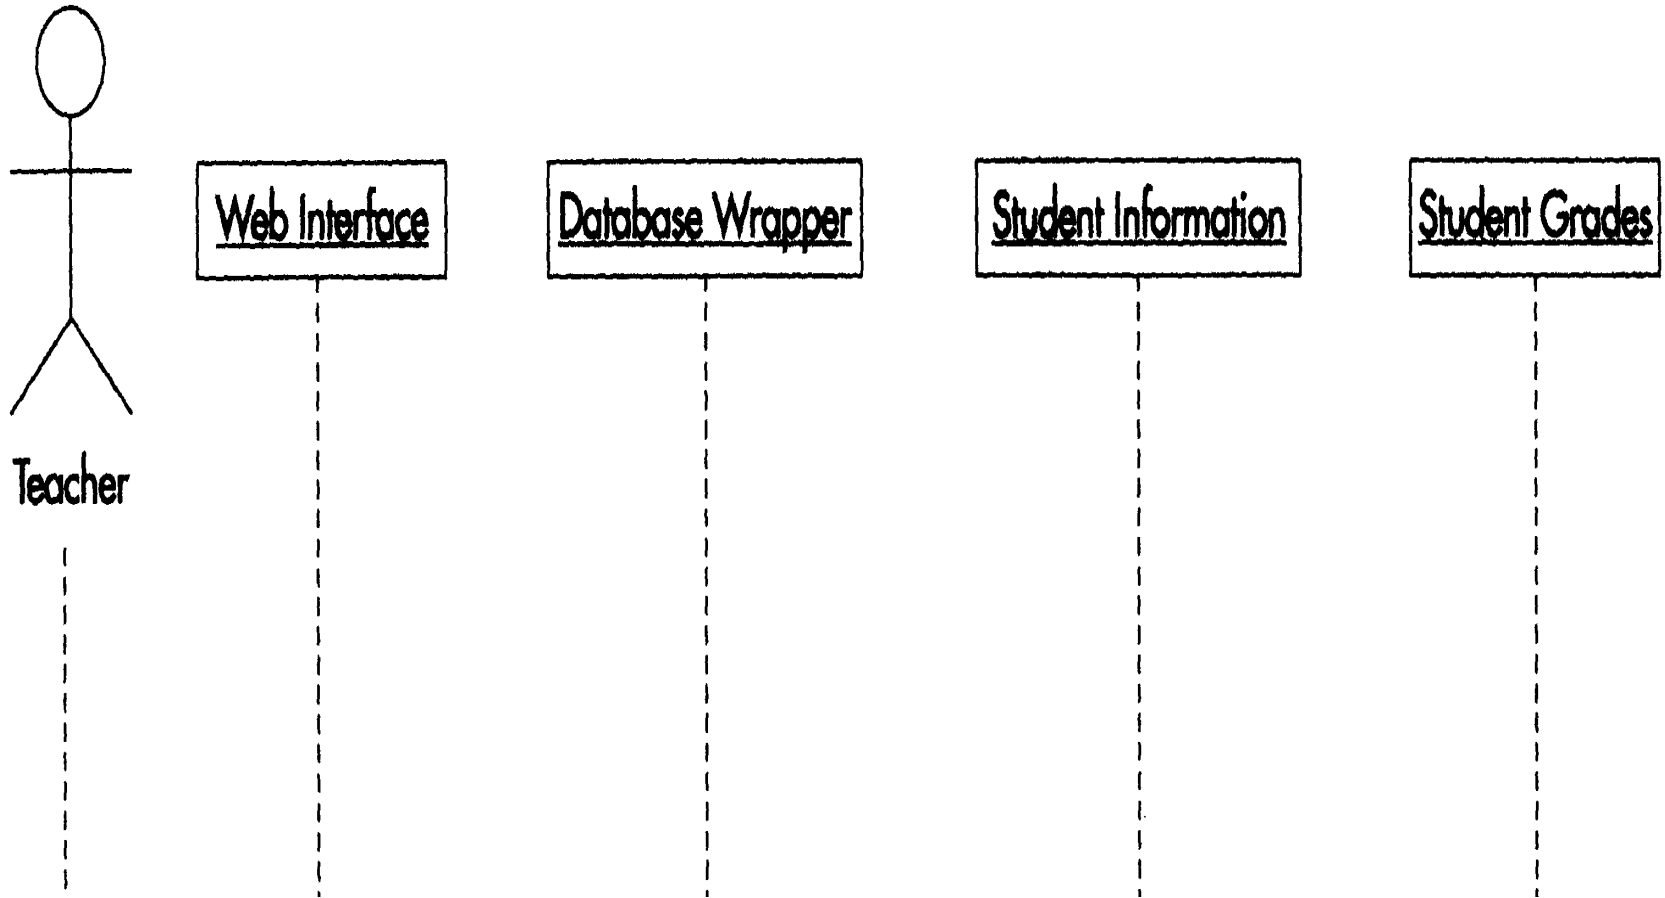 Web Interface
Database Wrapper
Student Information
Student Grades
Teacher